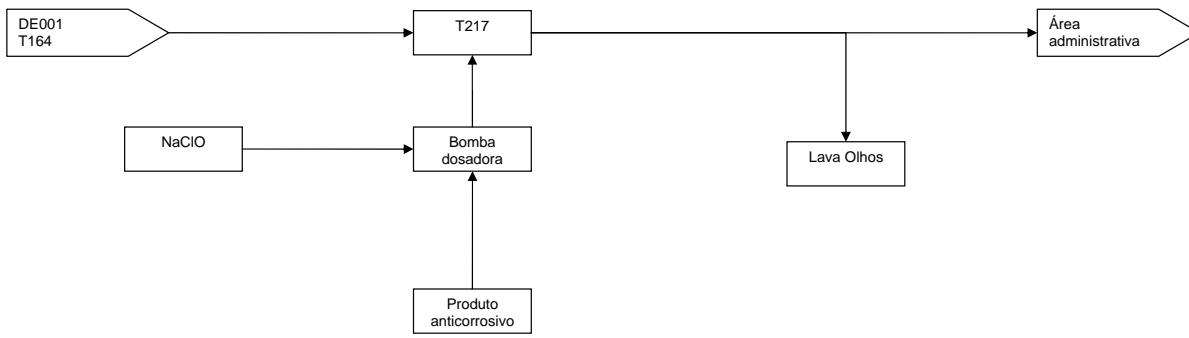 DE001
T164
T217
Área
administrativa
NaClO
Bomba
dosadora
Lava Olhos
Produto
anticorrosivo